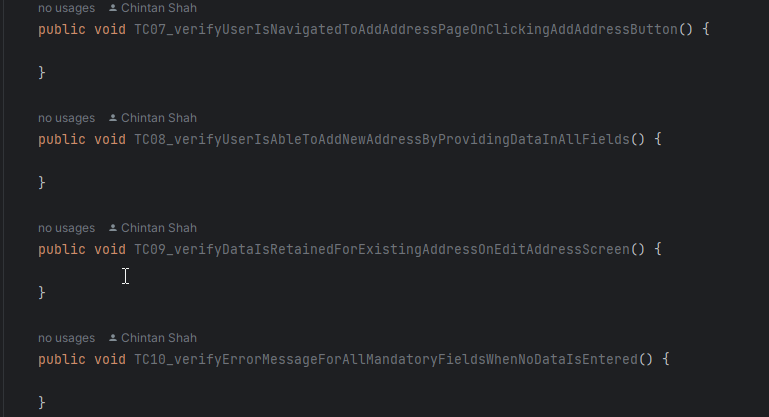 no usages Chintan Shah
public void TC07_verifyUserIsNavigatedToAddAddressPageOnClickingAddAddressButton() {
}
no usages Chintan Shah
public void TC08_verifyUserIsAbleToAddNewAddressByProvidingDataInAllFields() {
}
no usages Chintan Shah
public void TC09_verifyDataIsRetainedForExistingAddressOnEditAddressScreen() {
}
no usages Chintan Shah
public void TC10_verifyErrorMessageForAllMandatoryFieldsWhenNoDataIsEntered() {
}